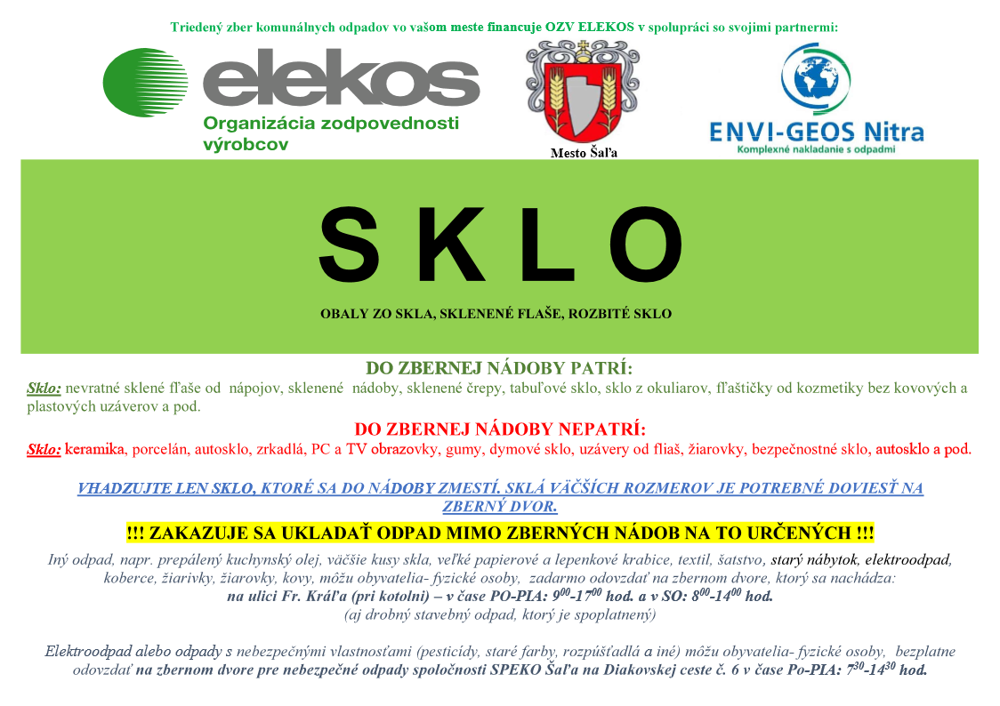 Triedený zber komunálnych odpadov vo vašom meste financuje OZV ELEKOS v spolupráci so svojimi partnermi:
elekos
Organizácia zodpovednosti
výrobcov
Mesto Šaľa
ENVI-GEOS Nitra
Komplexné nakladanie s odpadmi
S K L O
OBALY ZO SKLA, SKLENENÉ FLAŠE, ROZBITÉ SKLO
DO ZBERNEJ NÁDOBY PATRÍ:
Sklo: nevratné sklené fľaše od nápojov, sklenené nádoby, sklenené črepy, tabuľové sklo, sklo z okuliarov, fľaštičky od kozmetiky bez kovových a
plastových uzáverov a pod.
DO ZBERNEJ NÁDOBY NEPATRÍ:
Sklo: keramika, porcelán, autosklo, zrkadlá, PC a TV obrazovky, gumy, dymové sklo, uzávery od fliaš, žiarovky, bezpečnostné sklo, autosklo a pod.
VHADZUJTE LEN SKLO, KTORÉ SA DO NÁDOBY ZMESTÍ. SKLÁ VÄČŠÍCH ROZMEROV JE POTREBNÉ DOVIESŤ NA
ZBERNÝ DVOR.
!!! ZAKAZUJE SA UKLADAŤ ODPAD MIMO ZBERNÝCH NÁDOB NA TO URČENÝCH !!!
Iný odpad, napr. prepálený kuchynský olej, väčšie kusy skla, veľké papierové a lepenkové krabice, textil, šatstvo, starý nábytok, elektroodpad,
koberce, žiarivky, žiarovky, kovy, môžu obyvatelia- fyzické osoby, zadarmo odovzdať na zbernom dvore, ktorý sa nachádza:
na ulici Fr. Kráľa (pri kotolni) – v čase PO-PIA: 9⁰⁰-17⁰⁰ hod. a v SO: 8⁰⁰-14⁰⁰ hod.
(aj drobný stavebný odpad, ktorý je spoplatnený)
Elektroodpad alebo odpady s nebezpečnými vlastnosťami (pesticídy, staré farby, rozpúšťadlá a iné) môžu obyvatelia- fyzické osoby, bezplatne
odovzdať na zbernom dvore pre nebezpečné odpady spoločnosti SPEKO Šaľa na Diakovskej ceste č. 6 v čase Po-PIA: 7³⁰-14³⁰ hod.